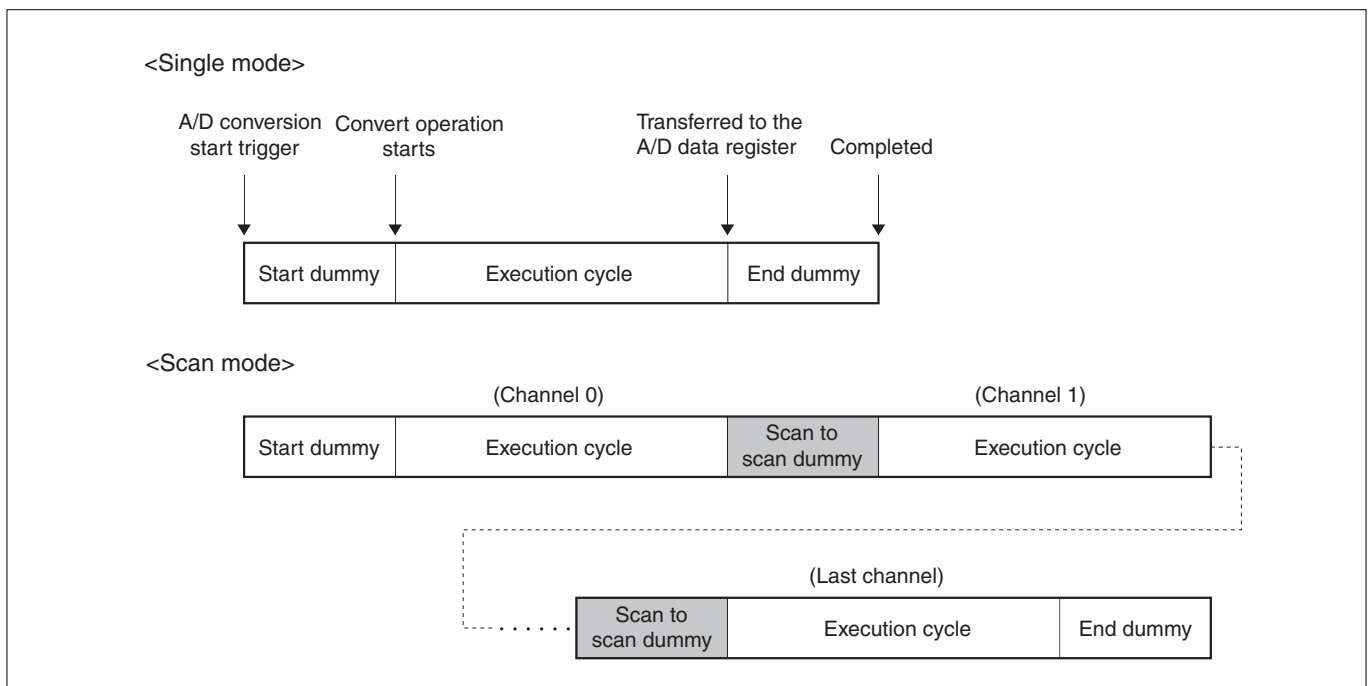 <Single mode>
A/D conversion
start trigger
Convert operation
starts
Transferred to the
A/D data register
Completed
Start dummy
Execution cycle
End dummy
<Scan mode>
(Channel 0)
(Channel 1)
Start dummy
Execution cycle
Scan to
scan dummy
Execution cycle
(Last channel)
Scan to
scan dummy
Execution cycle
End dummy